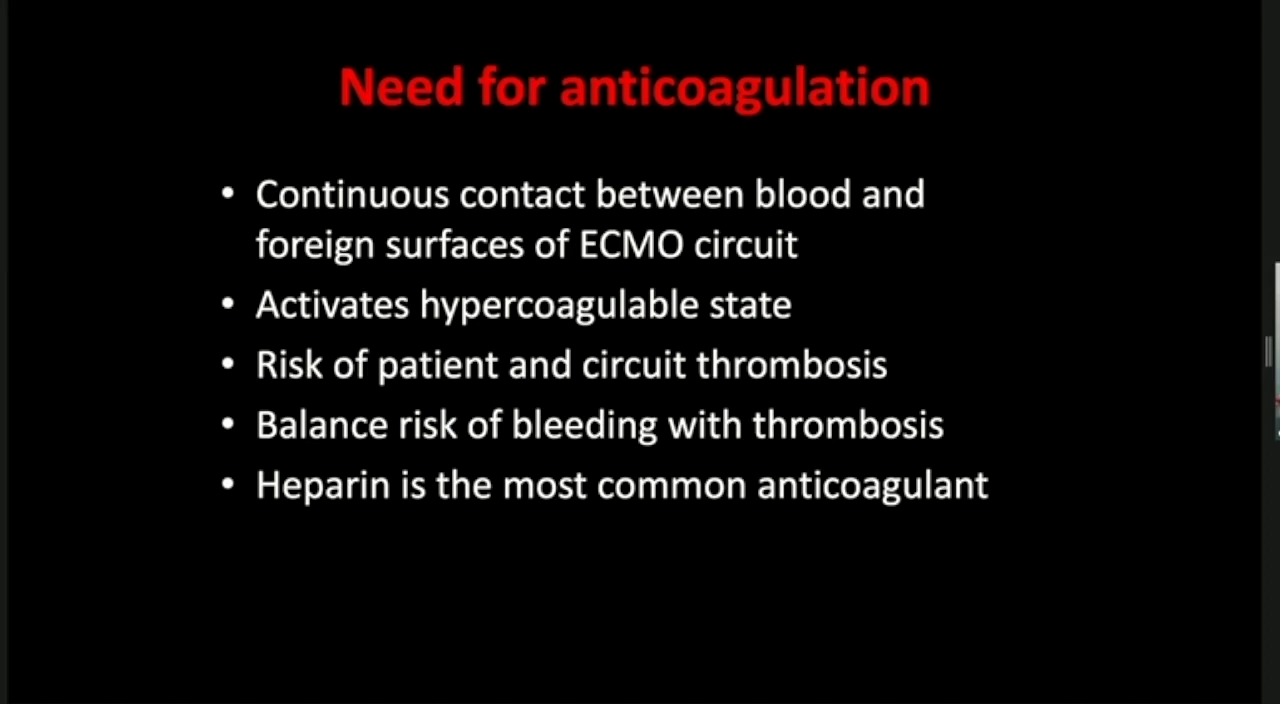 Need for anticoagulation
• Continuous contact between blood and
foreign surfaces of ECMO circuit
• Activates hypercoagulable state
• Risk of patient and circuit thrombosis
• Balance risk of bleeding with thrombosis
• Heparin is the most common anticoagulant